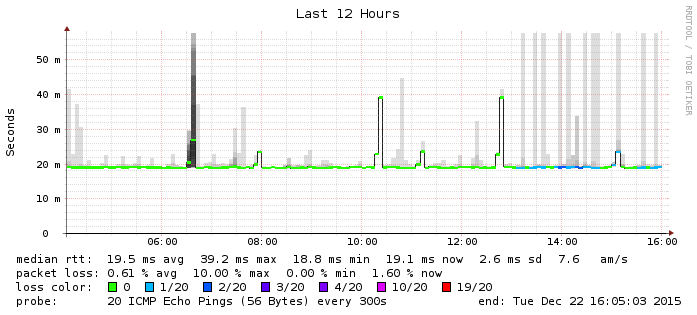 Last 12 Hours
RRDTOOL / TOBI OETIKER
Seconds
50 m
40 m
30 m
20 m
10 m
0
06:00 08:00 10:00 12:00 14:00 16:00
median rtt: 19.5 ms avg 39.2 ms max 18.8 ms min 19.1 ms now 2.6 ms sd 7.6 am/s
packet loss: 0.61 % avg 10.00 % max 0.00 % min 1.60 % now
loss color: 0 1/20 2/20 3/20 4/20 10/20 19/20
probe: 20 ICMP Echo Pings (56 Bytes) every 300s end: Tue Dec 22 16:05:03 2015